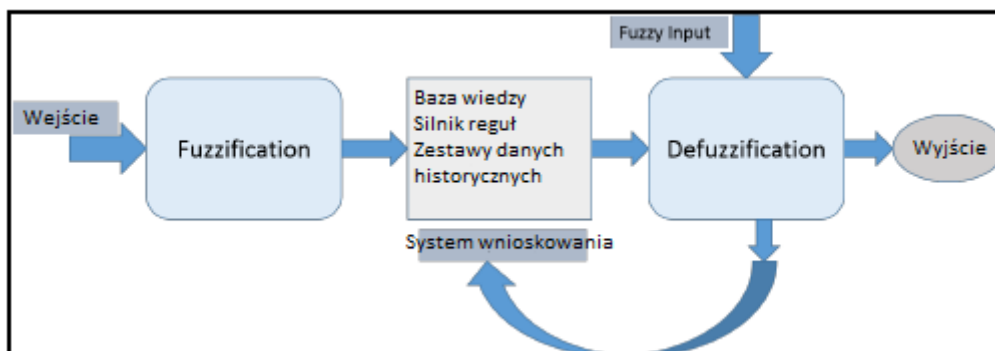 Fuzzy Input
Wejście
Fuzzification
Baza wiedzy
Silnik reguł
Zestawy danych
historycznych
Defuzzification
Wyjście
System wnioskowania